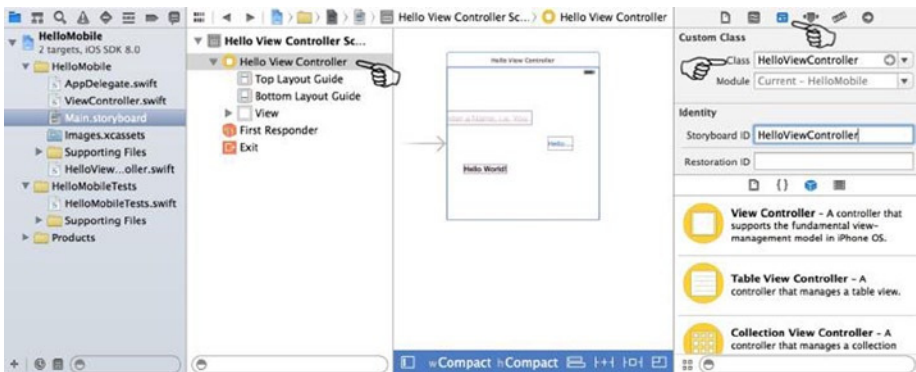 Hello View Controller Sc... Hello View Controller
HelloMobile
2 targets, iOS SDK 8.0
HelloMobile
AppDelegate.swift
ViewController.swift
Main.storyboard
Images.xcassets
Supporting Files
HelloView...oller.swift
HelloMobileTests
HelloMobileTests.swift
Supporting Files
Products
Hello View Controller Sc...
Hello View Controller
Top Layout Guide
Bottom Layout Guide
View
First Responder
Exit
Hello View Controller
Name, i.e. You
Hello...
Hello World!
wCompact hCompact
Custom Class
Class HelloViewController
Module Current - HelloMobile
Identity
Storyboard ID HelloViewController
Restoration ID
View Controller - A controller that
supports the fundamental view-
management model in iPhone OS.
Table View Controller - A
controller that manages a table view.
Collection View Controller - A
controller that manages a collection